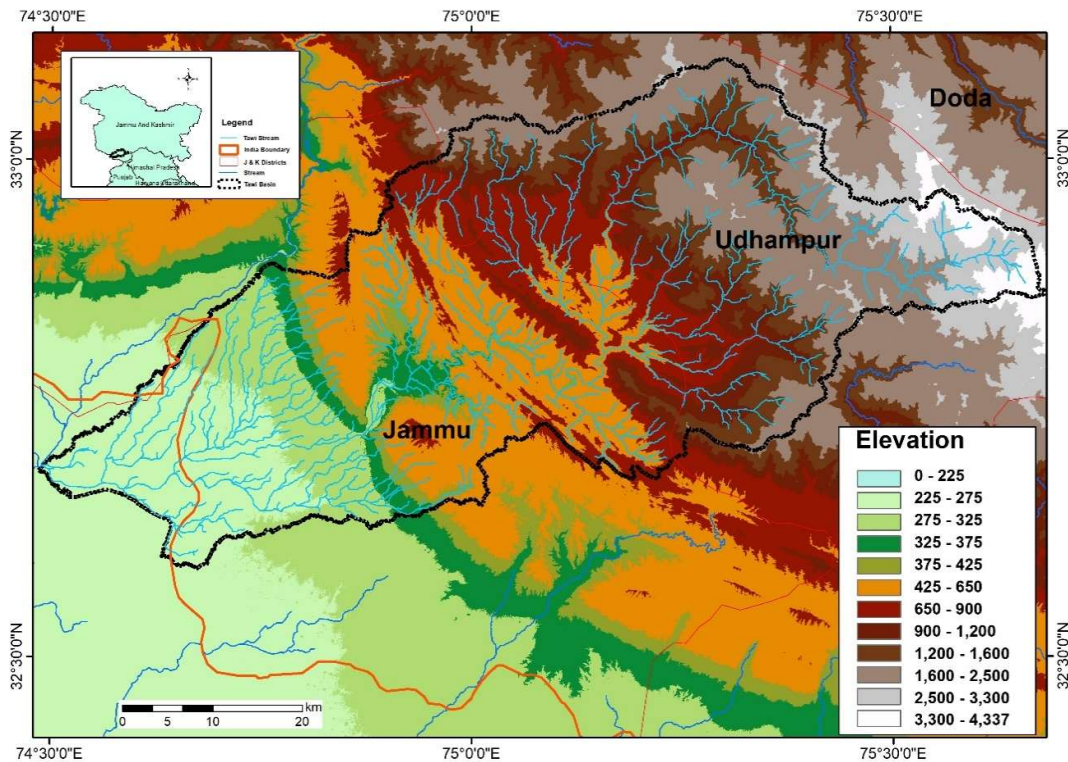 74°30'0"E 75°0'0"E 75°30'0"E
33°0'0"N
33°0'0"N
Jammu And Kashmir
Himachal Pradesh
Punjab
Legend
Tawi Stream
India Boundary
J & K Districts
Stream
Tawi Basin
Doda
Udhampur
Jammu
Elevation
0 - 225
225 - 275
275 - 325
325 - 375
375 - 425
425 - 650
650 - 900
900 - 1,200
1,200 - 1,600
1,600 - 2,500
2,500 - 3,300
3,300 - 4,337
32°30'0"N
32°30'0"N
km
0 5 10 20
74°30'0"E 75°0'0"E 75°30'0"E